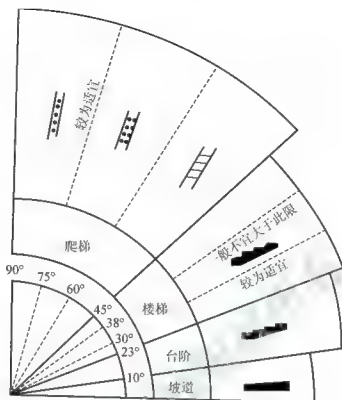 较为适宜
爬梯
般不宜大于此限
较为适宜
楼梯
台阶
坡道
90°
75°
60°
45°
38°
30°
23°
10°